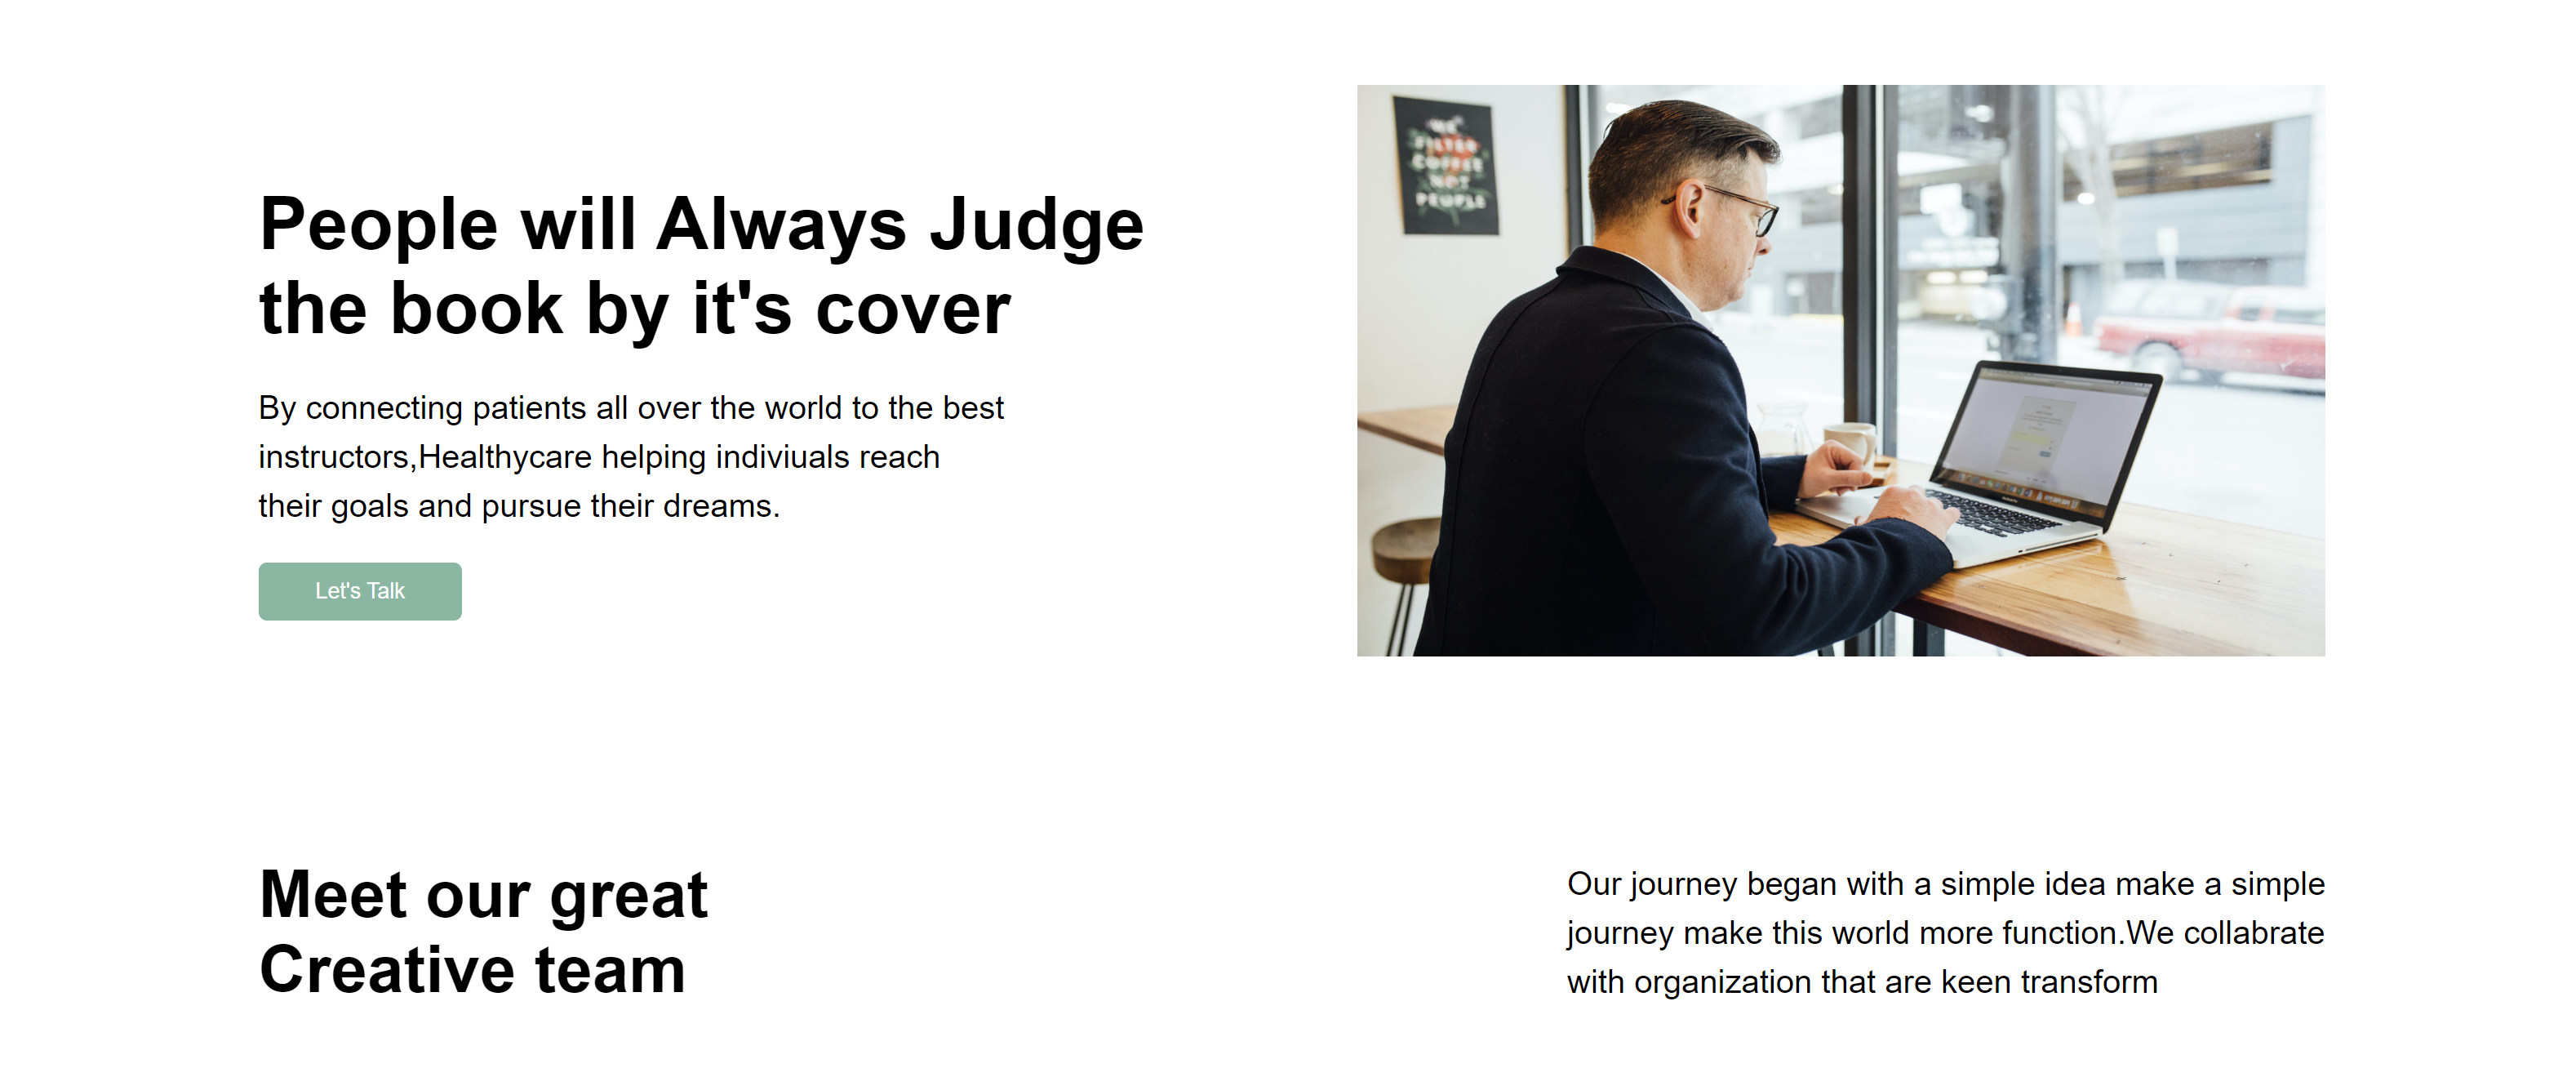 People will Always Judge
the book by it's cover
By connecting patients all over the world to the best
instructors,Healthycare helping indiviuals reach
their goals and pursue their dreams.
Let's Talk
WE
FILTER
COFFEE
NOT
PEOPLE
Meet our great
Creative team
Our journey began with a simple idea make a simple
journey make this world more function.We collabrate
with organization that are keen transform